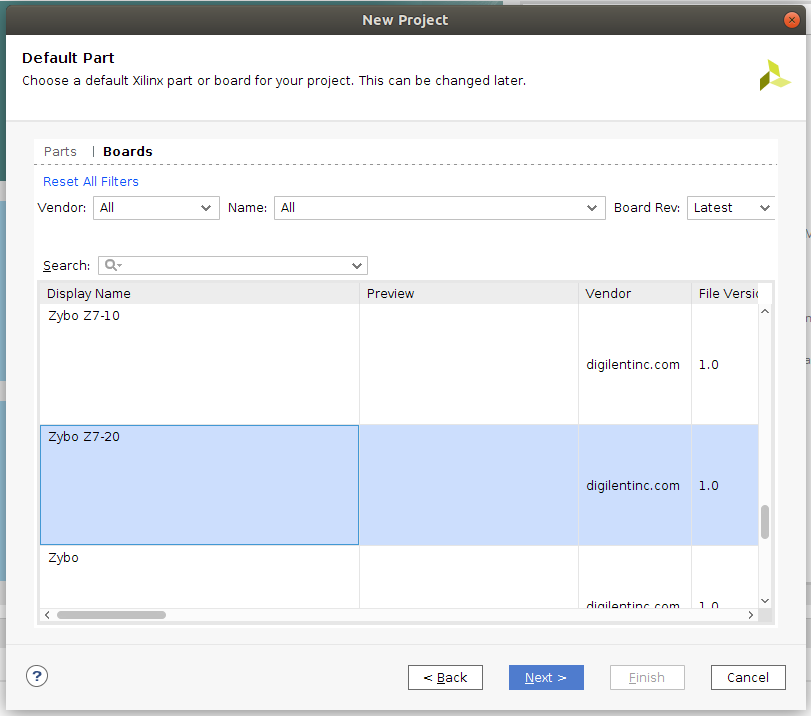 New Project
Default Part
Choose a default Xilinx part or board for your project. This can be changed later.
Parts | Boards
Reset All Filters
Vendor: All Name: All Board Rev: Latest
Search:
Display Name Preview Vendor File Versio
Zybo Z7-10
digilentinc.com 1.0
Zybo Z7-20
digilentinc.com 1.0
Zybo
digilentinc.com 1.0
? < Back Next > Finish Cancel